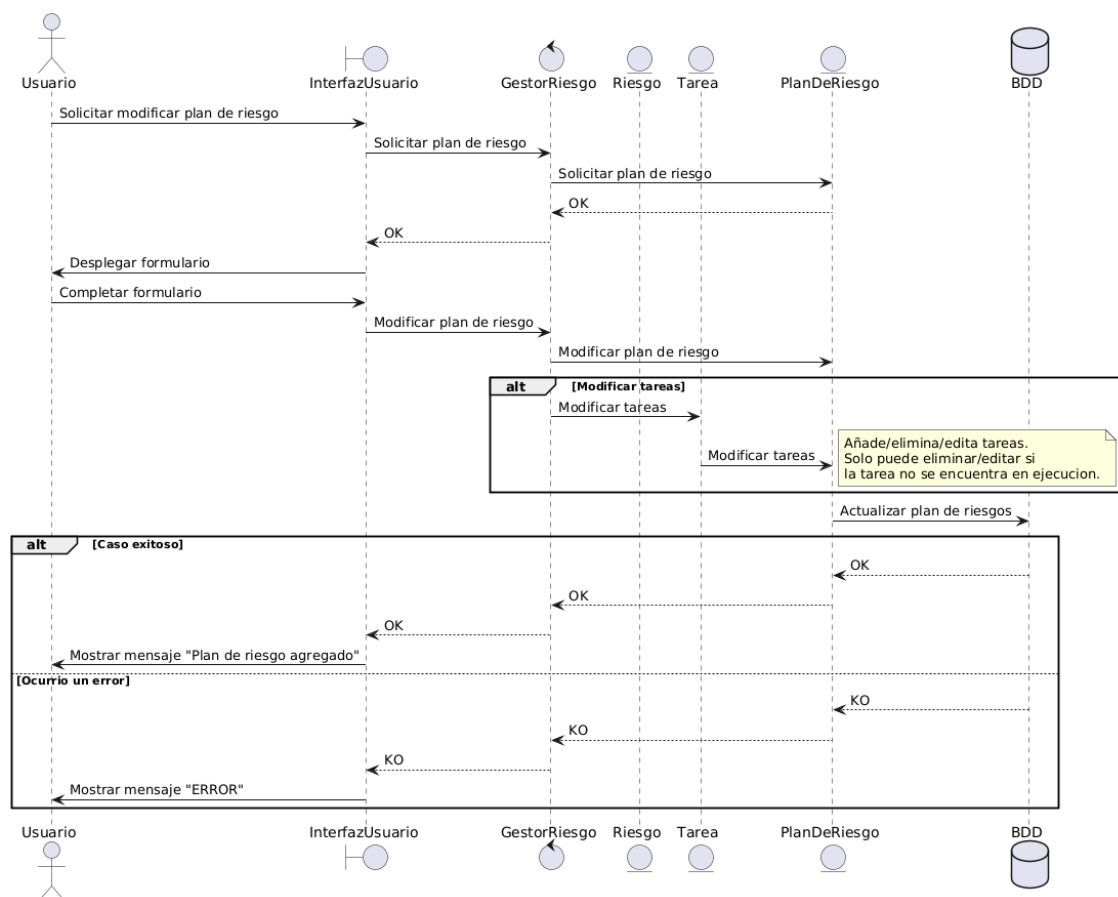 Usuario
InterfazUsuario
GestorRiesgo
Riesgo
Tarea
PlanDeRiesgo
BDD
Solicitar modificar plan de riesgo
Solicitar plan de riesgo
Solicitar plan de riesgo
OK
OK
Desplegar formulario
Completar formulario
Modificar plan de riesgo
Modificar plan de riesgo
alt [Modificar tareas]
Modificar tareas
Modificar tareas
Añade/elimina/edita tareas.
Solo puede eliminar/editar si
la tarea no se encuentra en ejecucion.
Actualizar plan de riesgos
alt [Caso exitoso]
OK
OK
OK
Mostrar mensaje "Plan de riesgo agregado"
[Ocurrio un error]
KO
KO
KO
Mostrar mensaje "ERROR"
Usuario
InterfazUsuario
GestorRiesgo
Riesgo
Tarea
PlanDeRiesgo
BDD